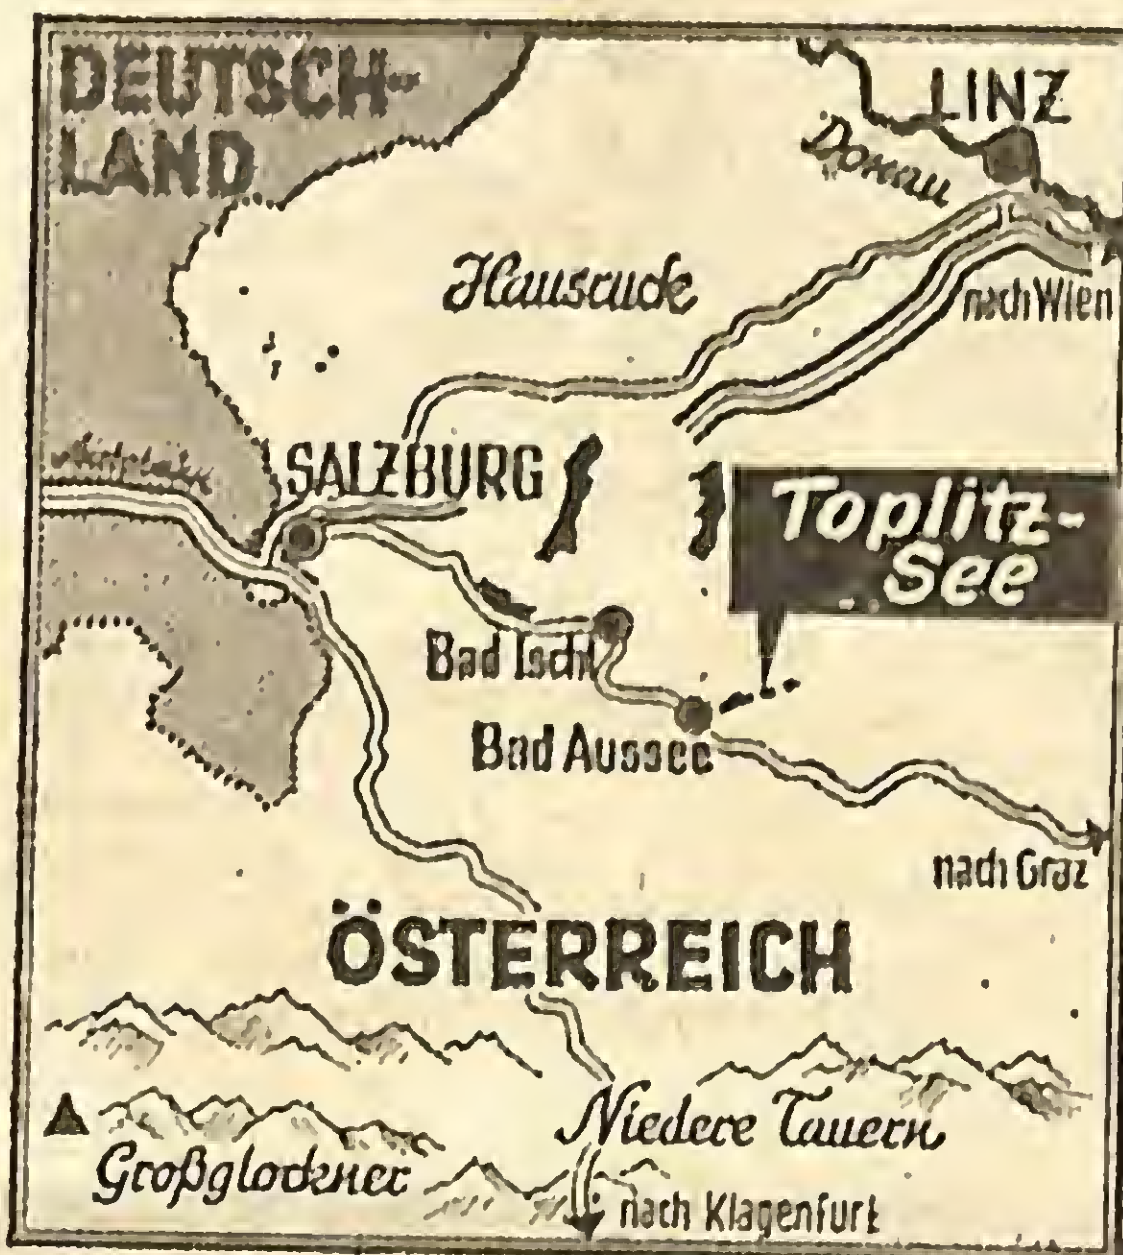 DEUTSCH-
LAND
LINZ
Donau
Hausruck
nach Wien
SALZBURG
Toplitz-
See
Bad Ischl
Bad Aussee
nach Graz
ÖSTERREICH
Niedere Tauern
Großglockner
nach Klagenfurt